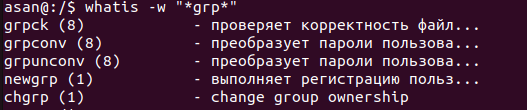 asan@:/$ whatis -w "*grp*"
grpck (8) - проверяет корректность файл...
grpconv (8) - преобразует пароли пользова...
grpunconv (8) - преобразует пароли пользова...
newgrp (1) - выполняет регистрацию польз...
chgrp (1) - change group ownership